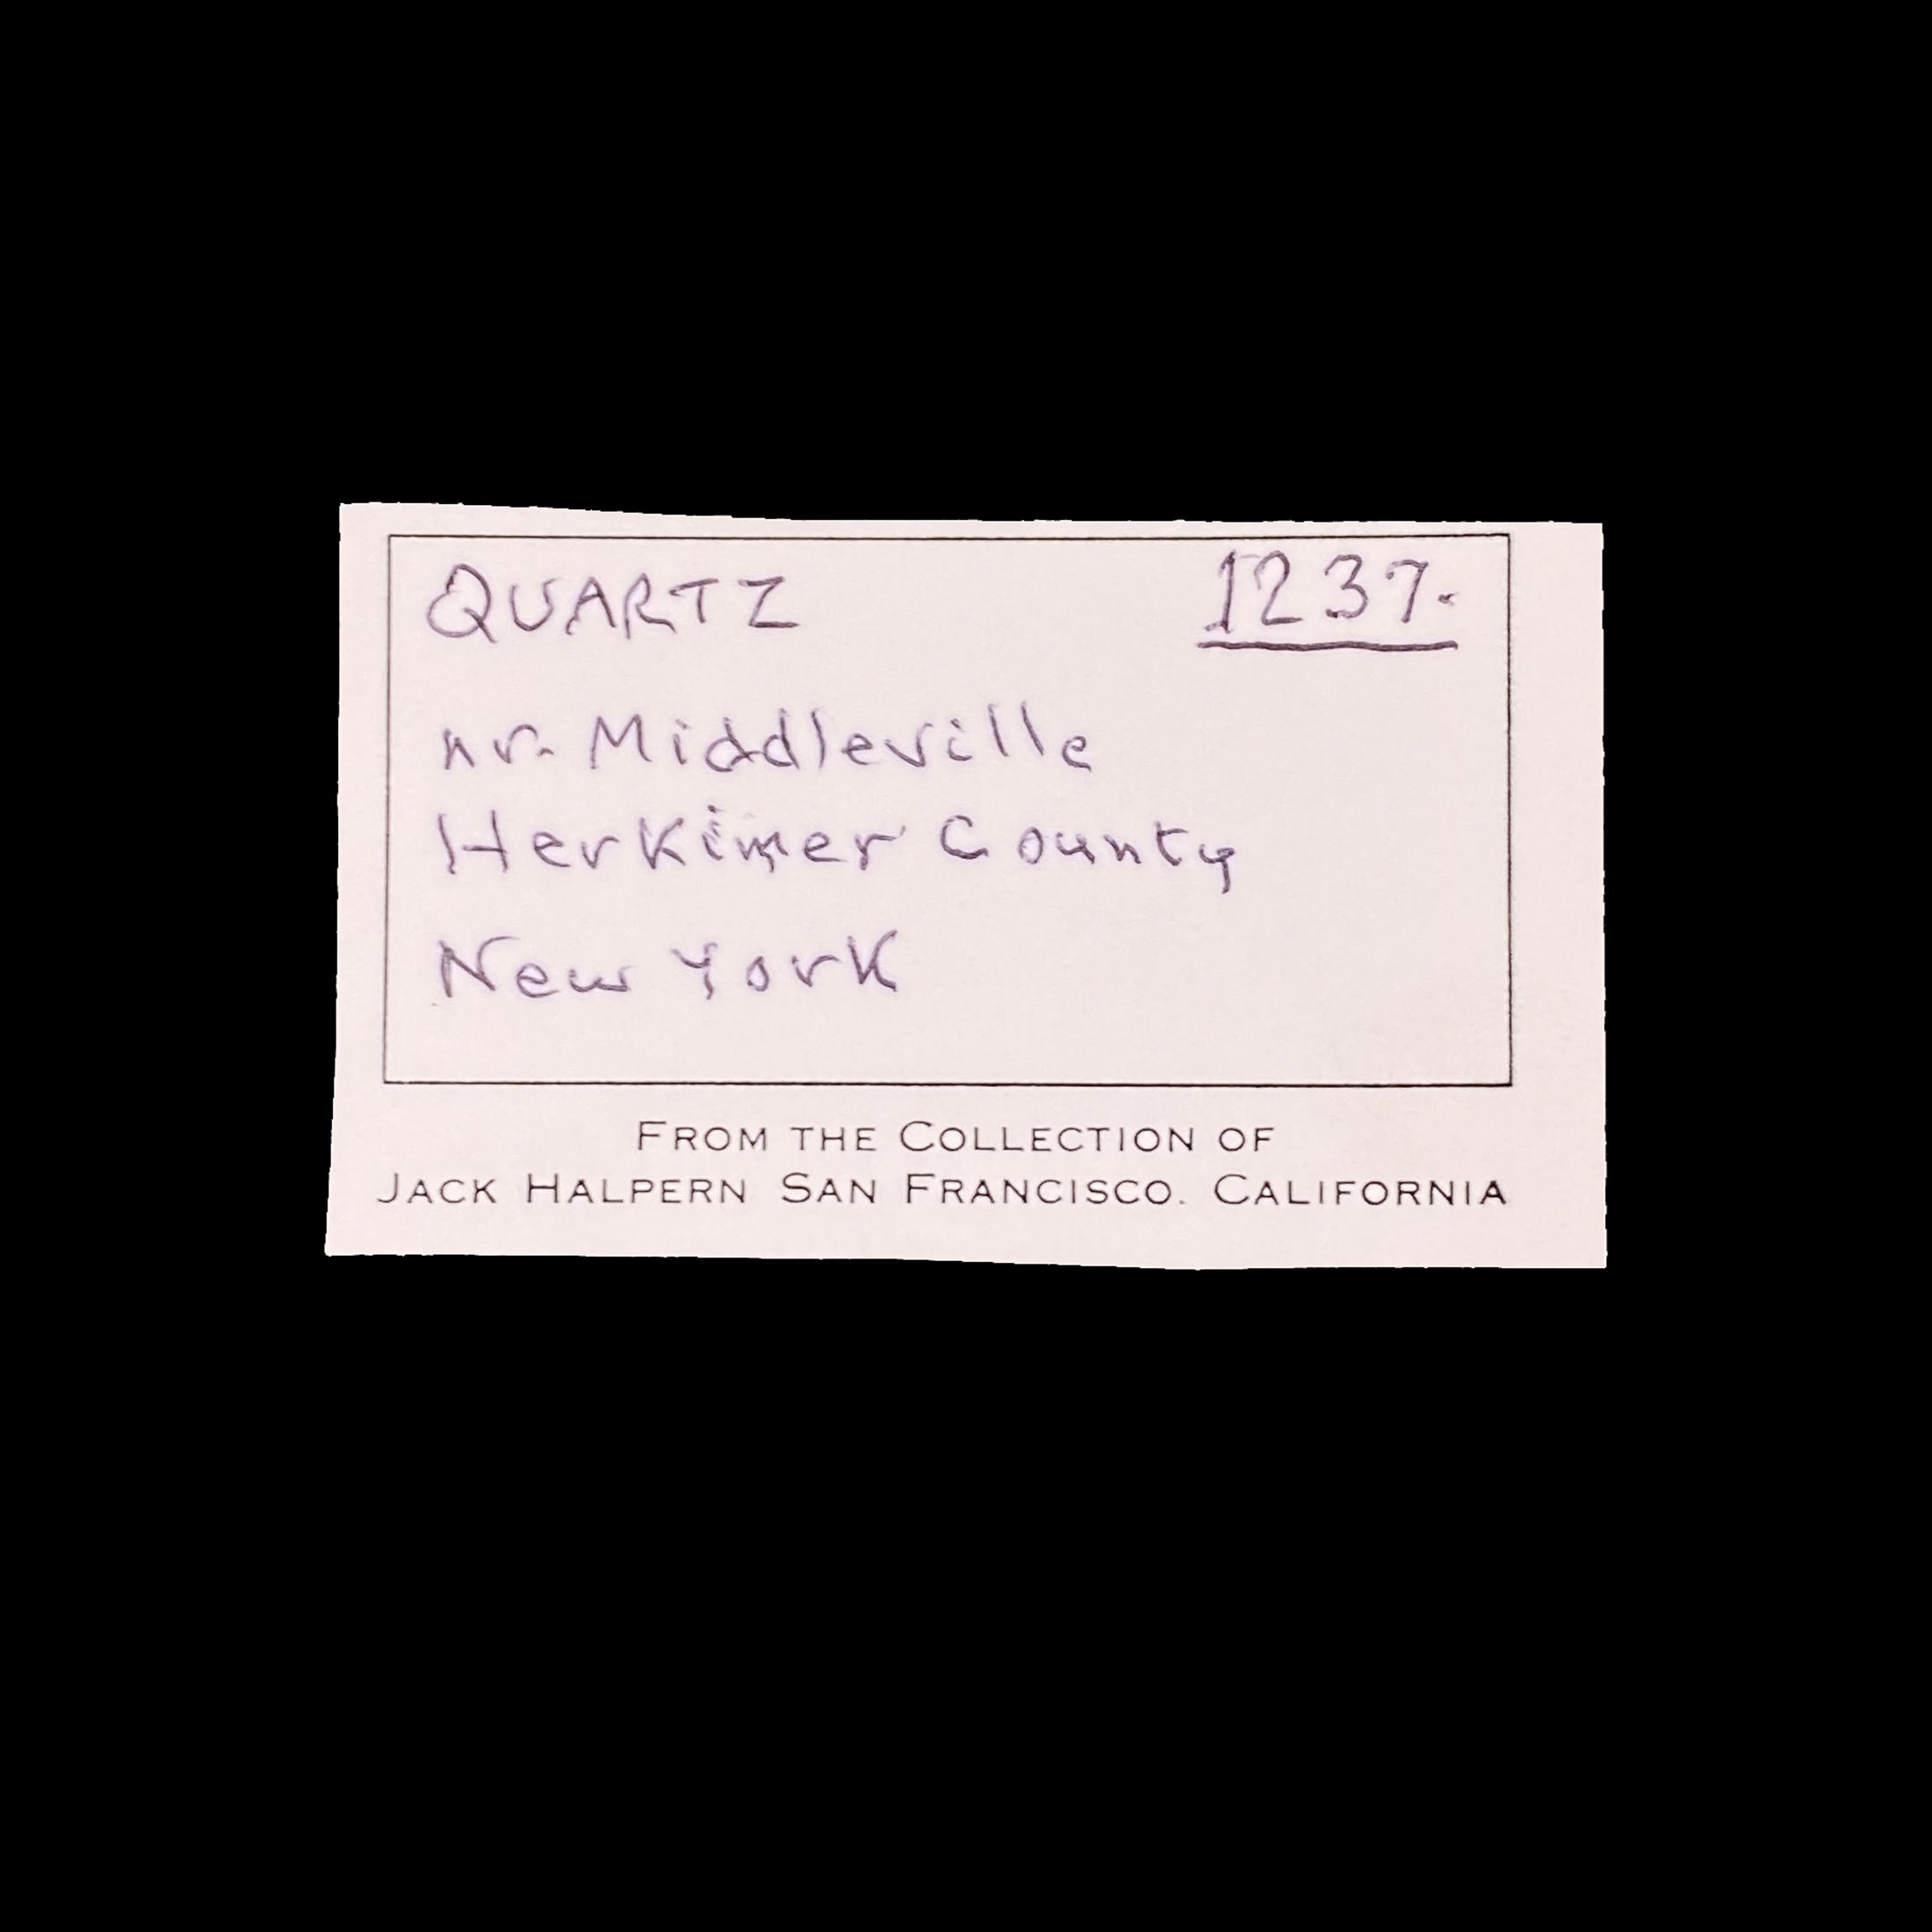 QUARTZ 1237.
nr. Middleville
Herkimer County
New York
FROM THE COLLECTION OF
JACK HALPERN SAN FRANCISCO. CALIFORNIA